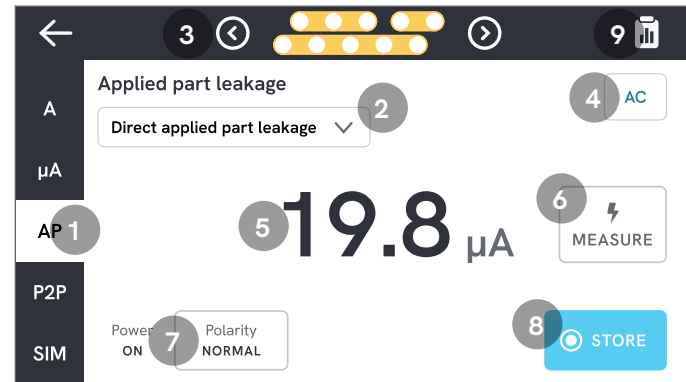 3
9
Applied part leakage
4
AC
A
2
Direct applied part leakage
µA
6
5
19.8 µA
MEASURE
AP
1
P2P
8
Power
ON
7
Polarity
NORMAL
STORE
SIM